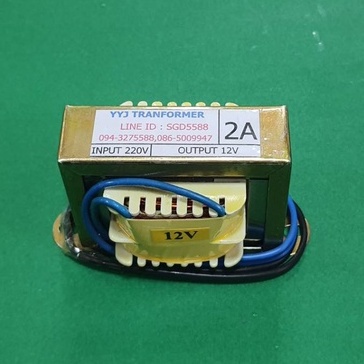 YYJ TRANFORMER
LINE ID : SGD5588
094-3275588,086-5009947
2A
INPUT 220V
OUTPUT 12V
12V